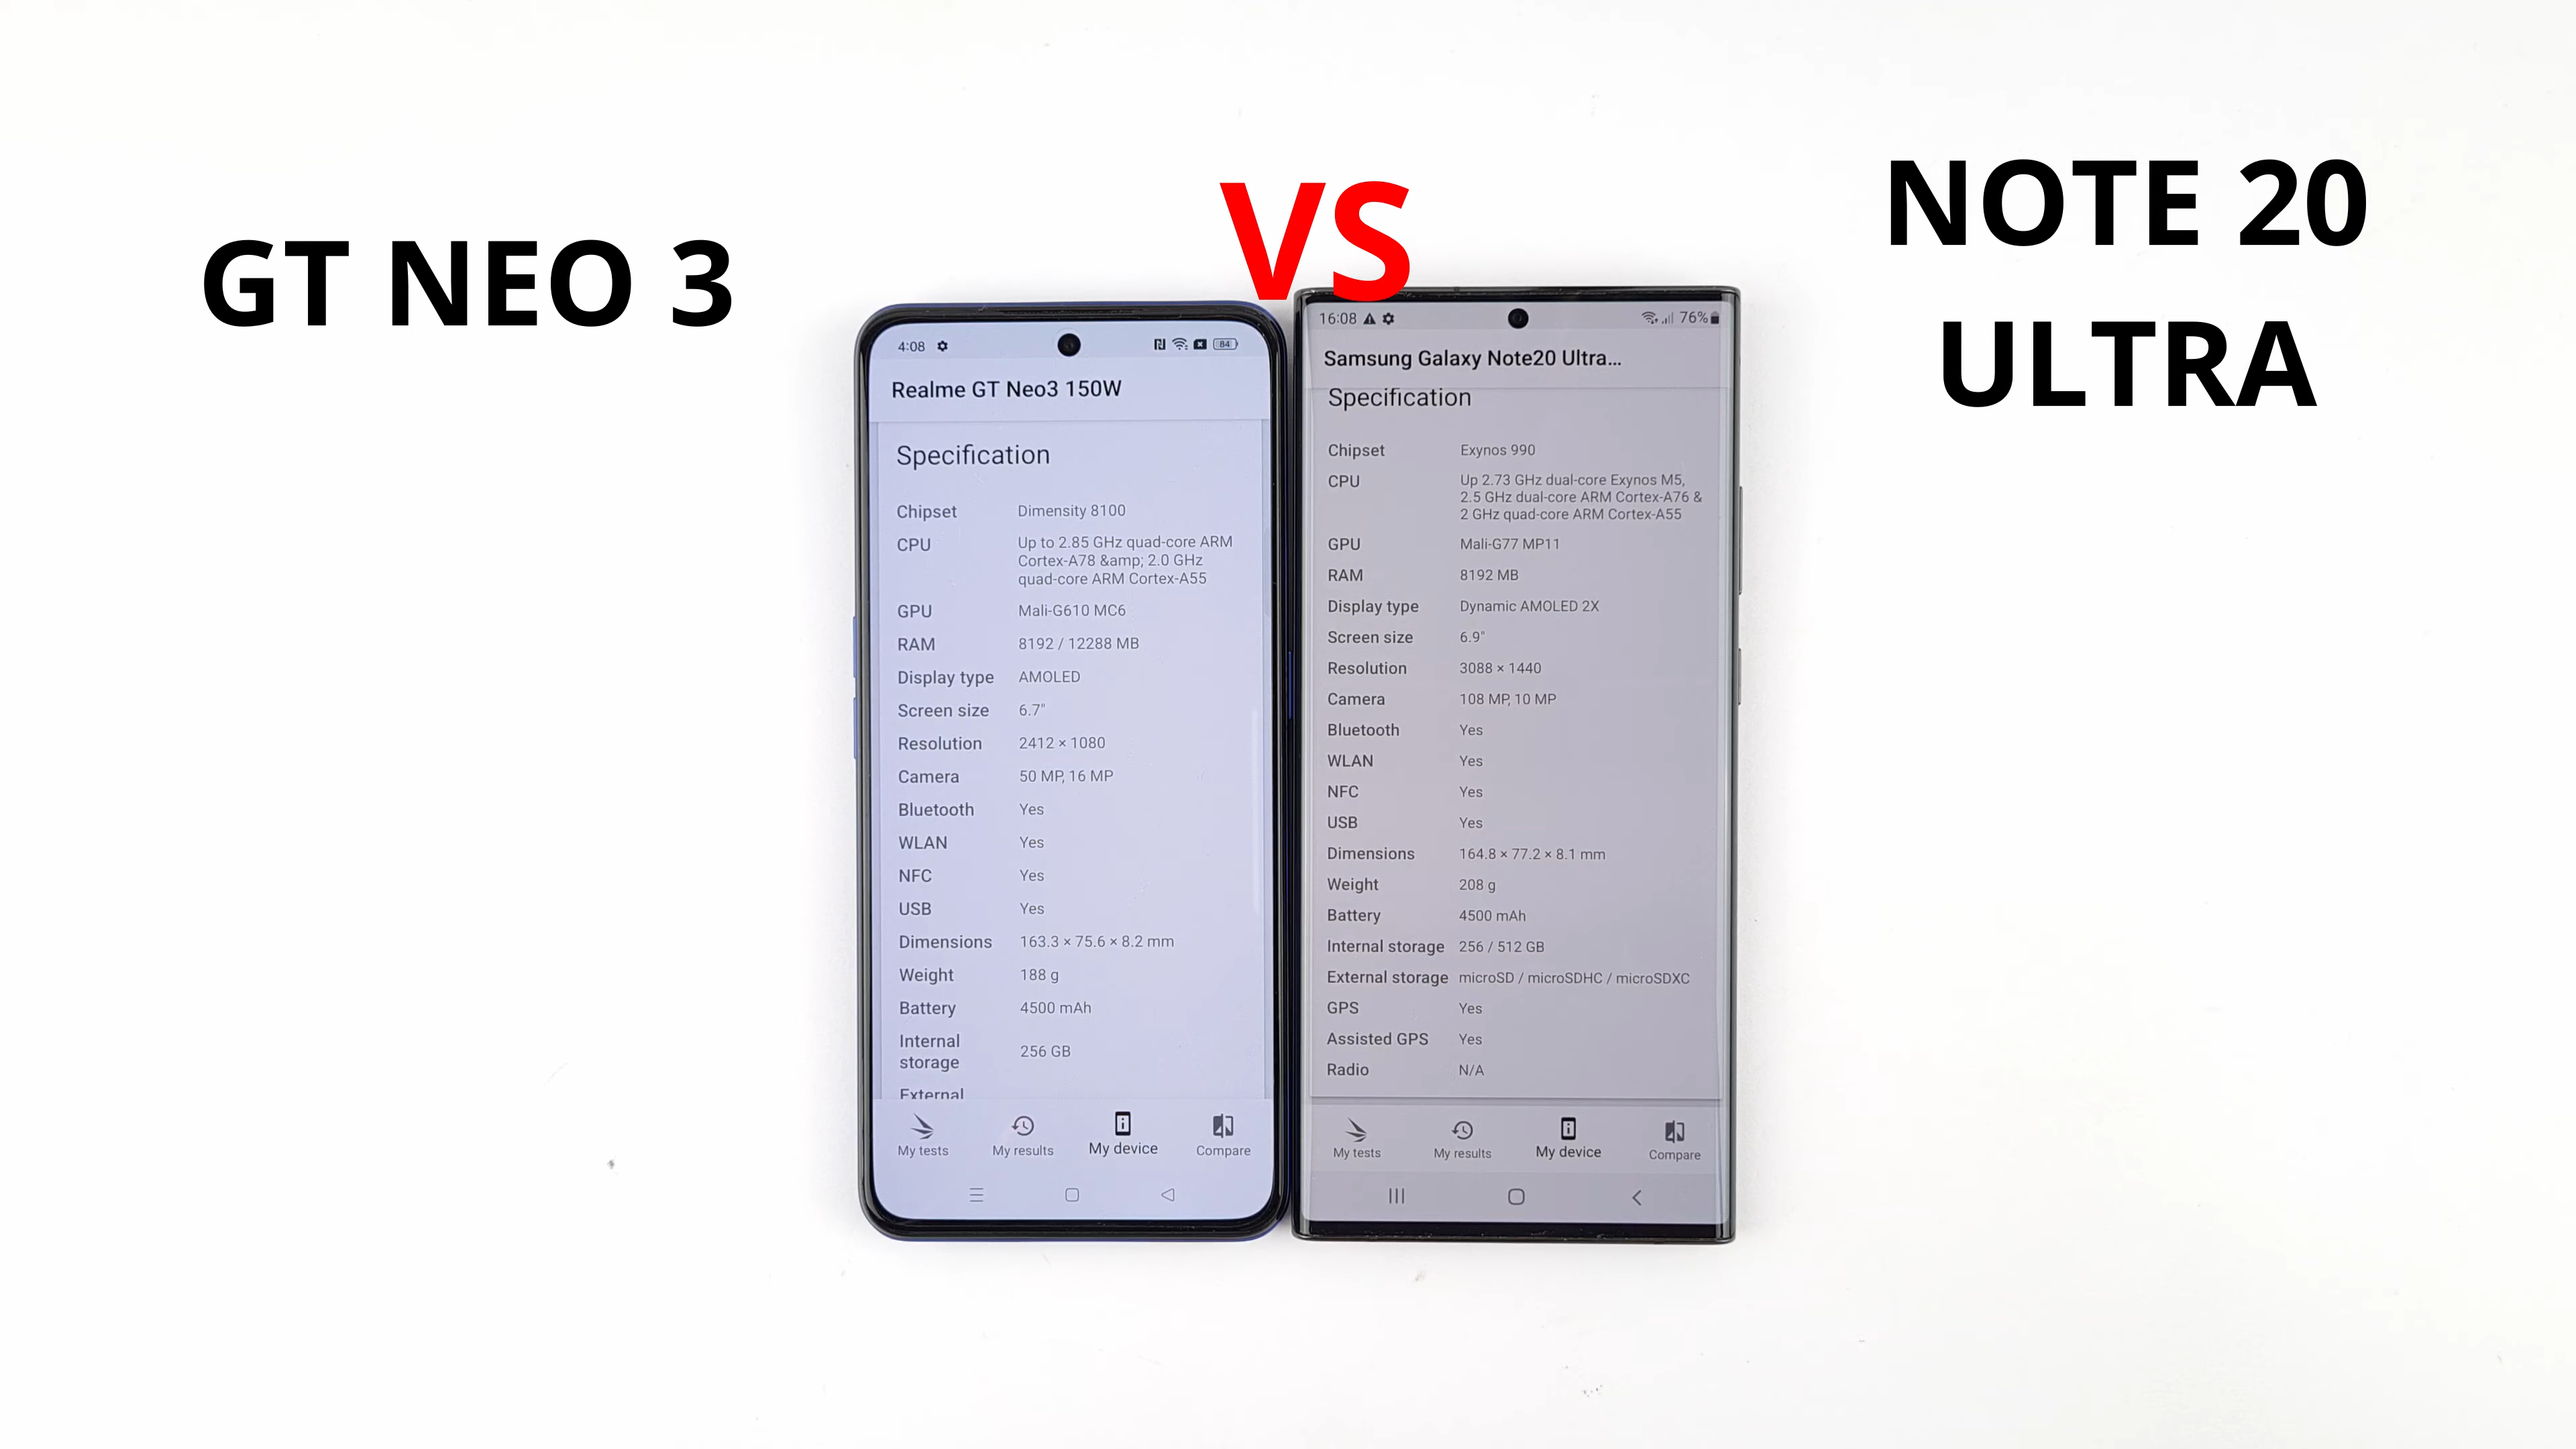 GT NEO 3
VS
NOTE 20
ULTRA
4:08
84
Realme GT Neo3 150W
Specification
Chipset Dimensity 8100
CPU Up to 2.85 GHz quad-core ARM
Cortex-A78 &amp; 2.0 GHz
quad-core ARM Cortex-A55
GPU Mali-G610 MC6
RAM 8192 / 12288 MB
Display type AMOLED
Screen size 6.7"
Resolution 2412 × 1080
Camera 50 MP, 16 MP
Bluetooth Yes
WLAN Yes
NFC Yes
USB Yes
Dimensions 163.3 × 75.6 × 8.2 mm
Weight 188 g
Battery 4500 mAh
Internal
storage 256 GB
External
My tests My results My device Compare
16:08 76%
Samsung Galaxy Note20 Ultra...
Specification
Chipset Exynos 990
CPU Up 2.73 GHz dual-core Exynos M5,
2.5 GHz dual-core ARM Cortex-A76 &
2 GHz quad-core ARM Cortex-A55
GPU Mali-G77 MP11
RAM 8192 MB
Display type Dynamic AMOLED 2X
Screen size 6.9"
Resolution 3088 × 1440
Camera 108 MP, 10 MP
Bluetooth Yes
WLAN Yes
NFC Yes
USB Yes
Dimensions 164.8 × 77.2 × 8.1 mm
Weight 208 g
Battery 4500 mAh
Internal storage 256 / 512 GB
External storage microSD / microSDHC / microSDXC
GPS Yes
Assisted GPS Yes
Radio N/A
My tests My results My device Compare